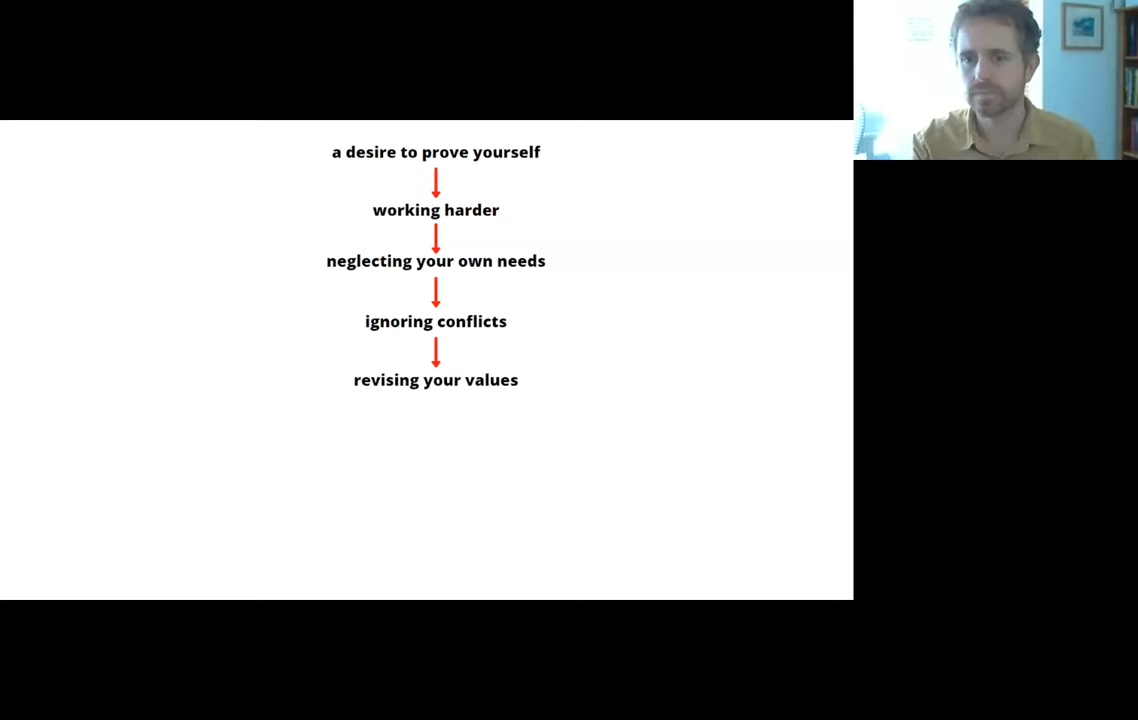 a desire to prove yourself
working harder
neglecting your own needs
ignoring conflicts
revising your values